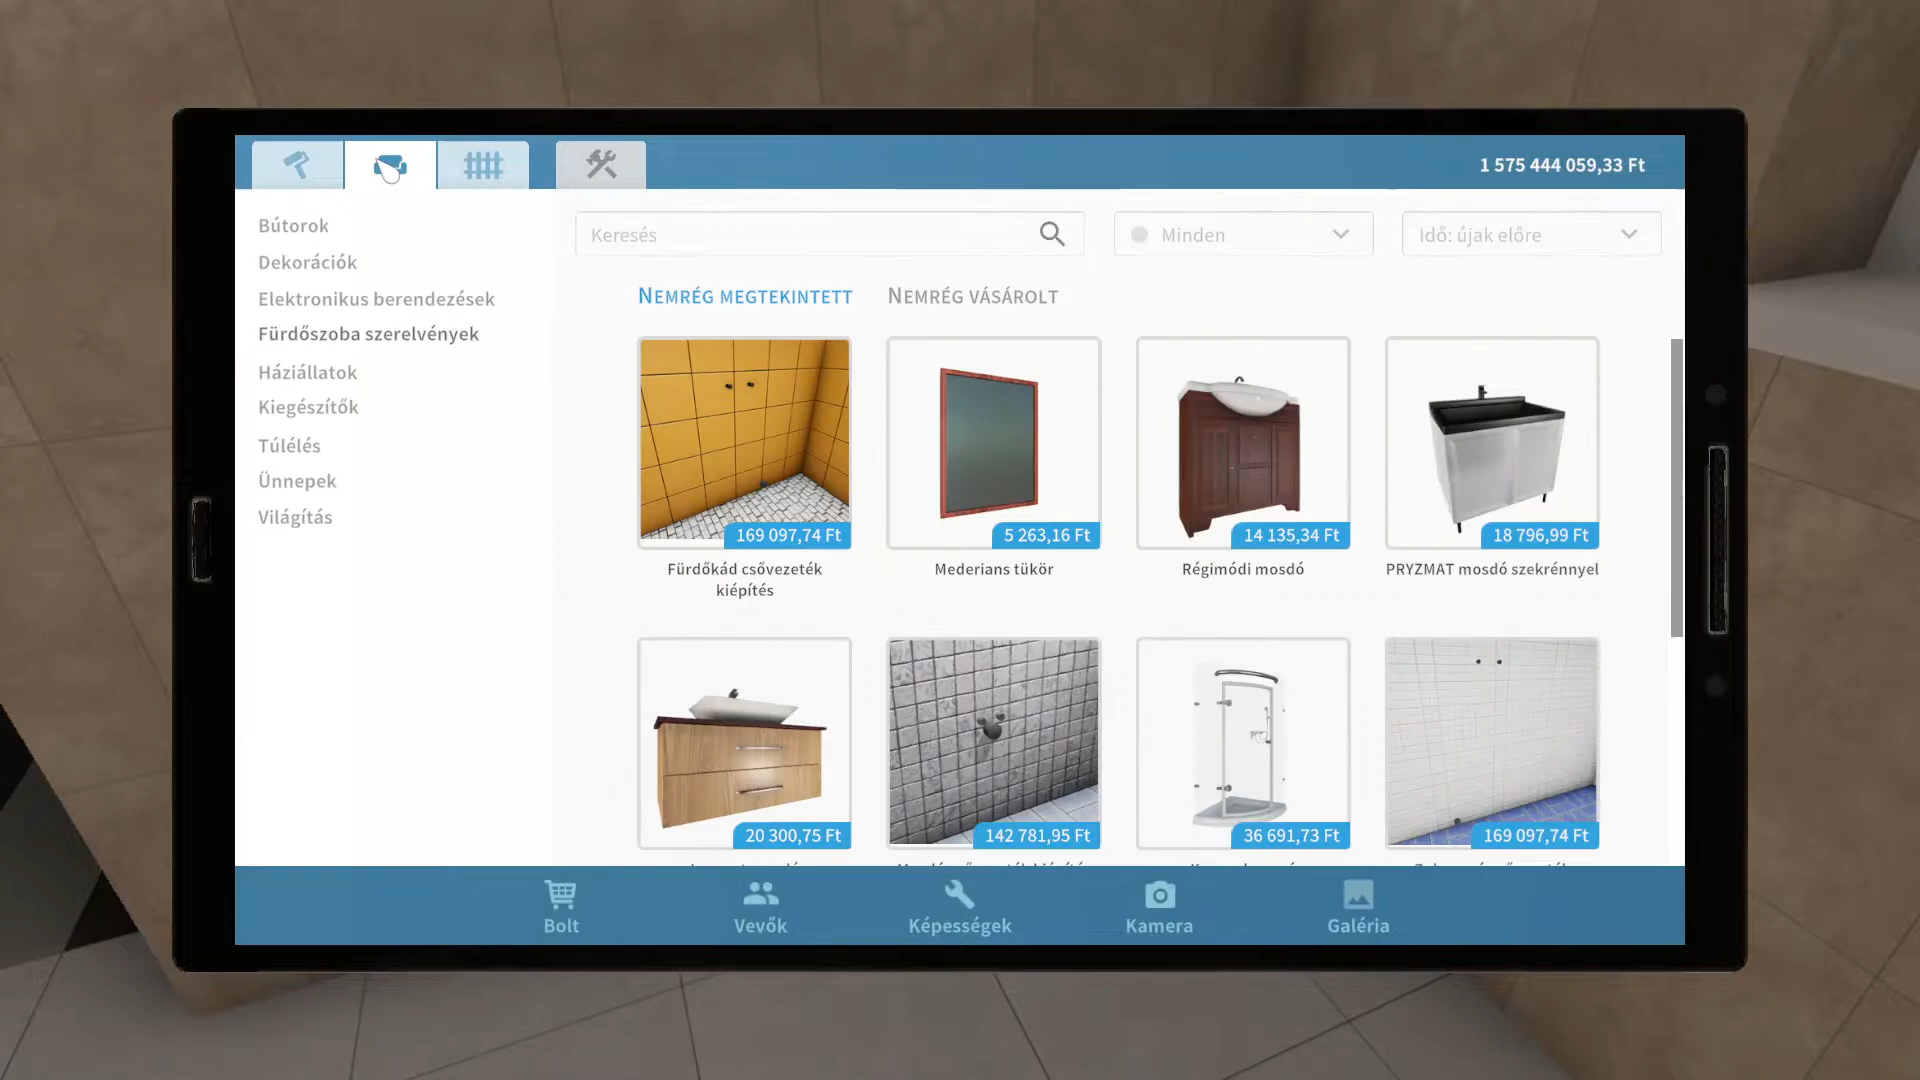 1 575 444 059,33 Ft
Bútorok
Dekorációk
Elektronikus berendezések
Fürdőszoba szerelvények
Háziállatok
Kiegészítők
Túlélés
Ünnepek
Világítás
Keresés
Minden
Idő: újak előre
NEMRÉG MEGTEKINTETT
NEMRÉG VÁSÁROLT
169 097,74 Ft
5 263,16 Ft
14 135,34 Ft
18 796,99 Ft
Fürdőkád csővezeték
kiépítés
Mederians tükör
Régimódi mosdó
PRYZMAT mosdó szekrénnyel
20 300,75 Ft
142 781,95 Ft
36 691,73 Ft
169 097,74 Ft
Bolt
Vevők
Képességek
Kamera
Galéria